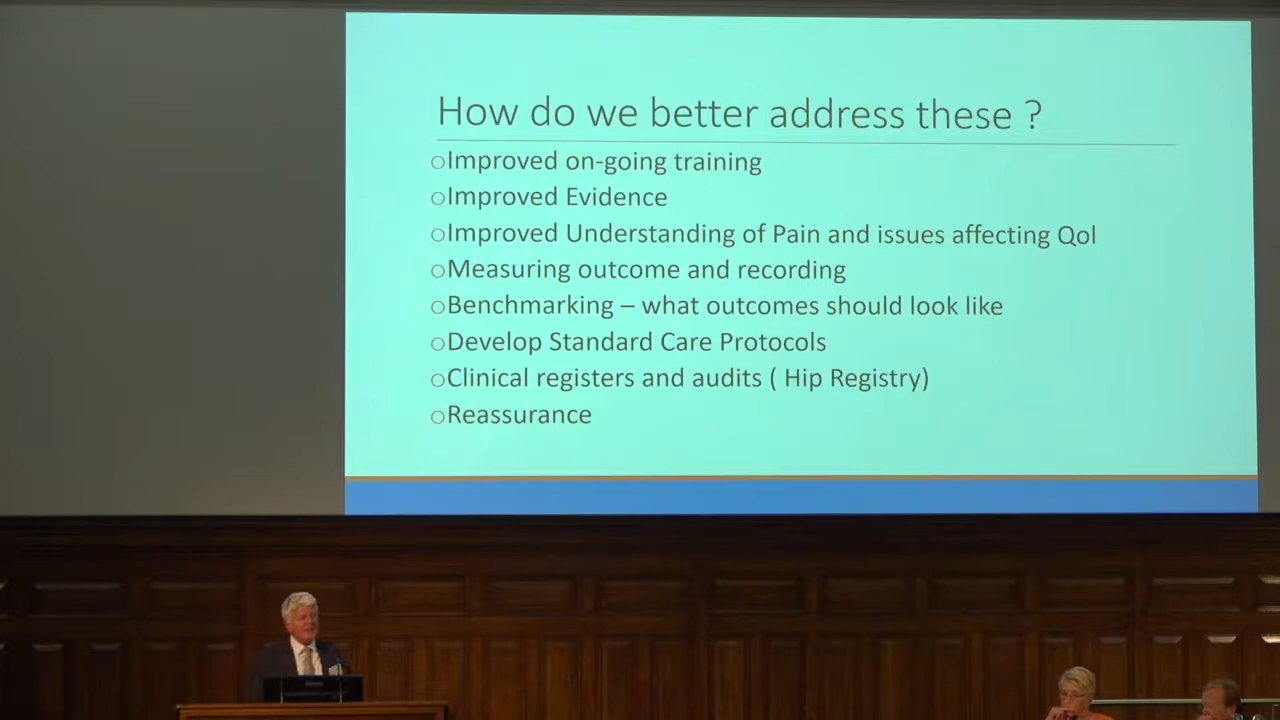 How do we better address these ?
oImproved on-going training
oImproved Evidence
oImproved Understanding of Pain and issues affecting Qol
oMeasuring outcome and recording
oBenchmarking – what outcomes should look like
oDevelop Standard Care Protocols
oClinical registers and audits ( Hip Registry)
oReassurance